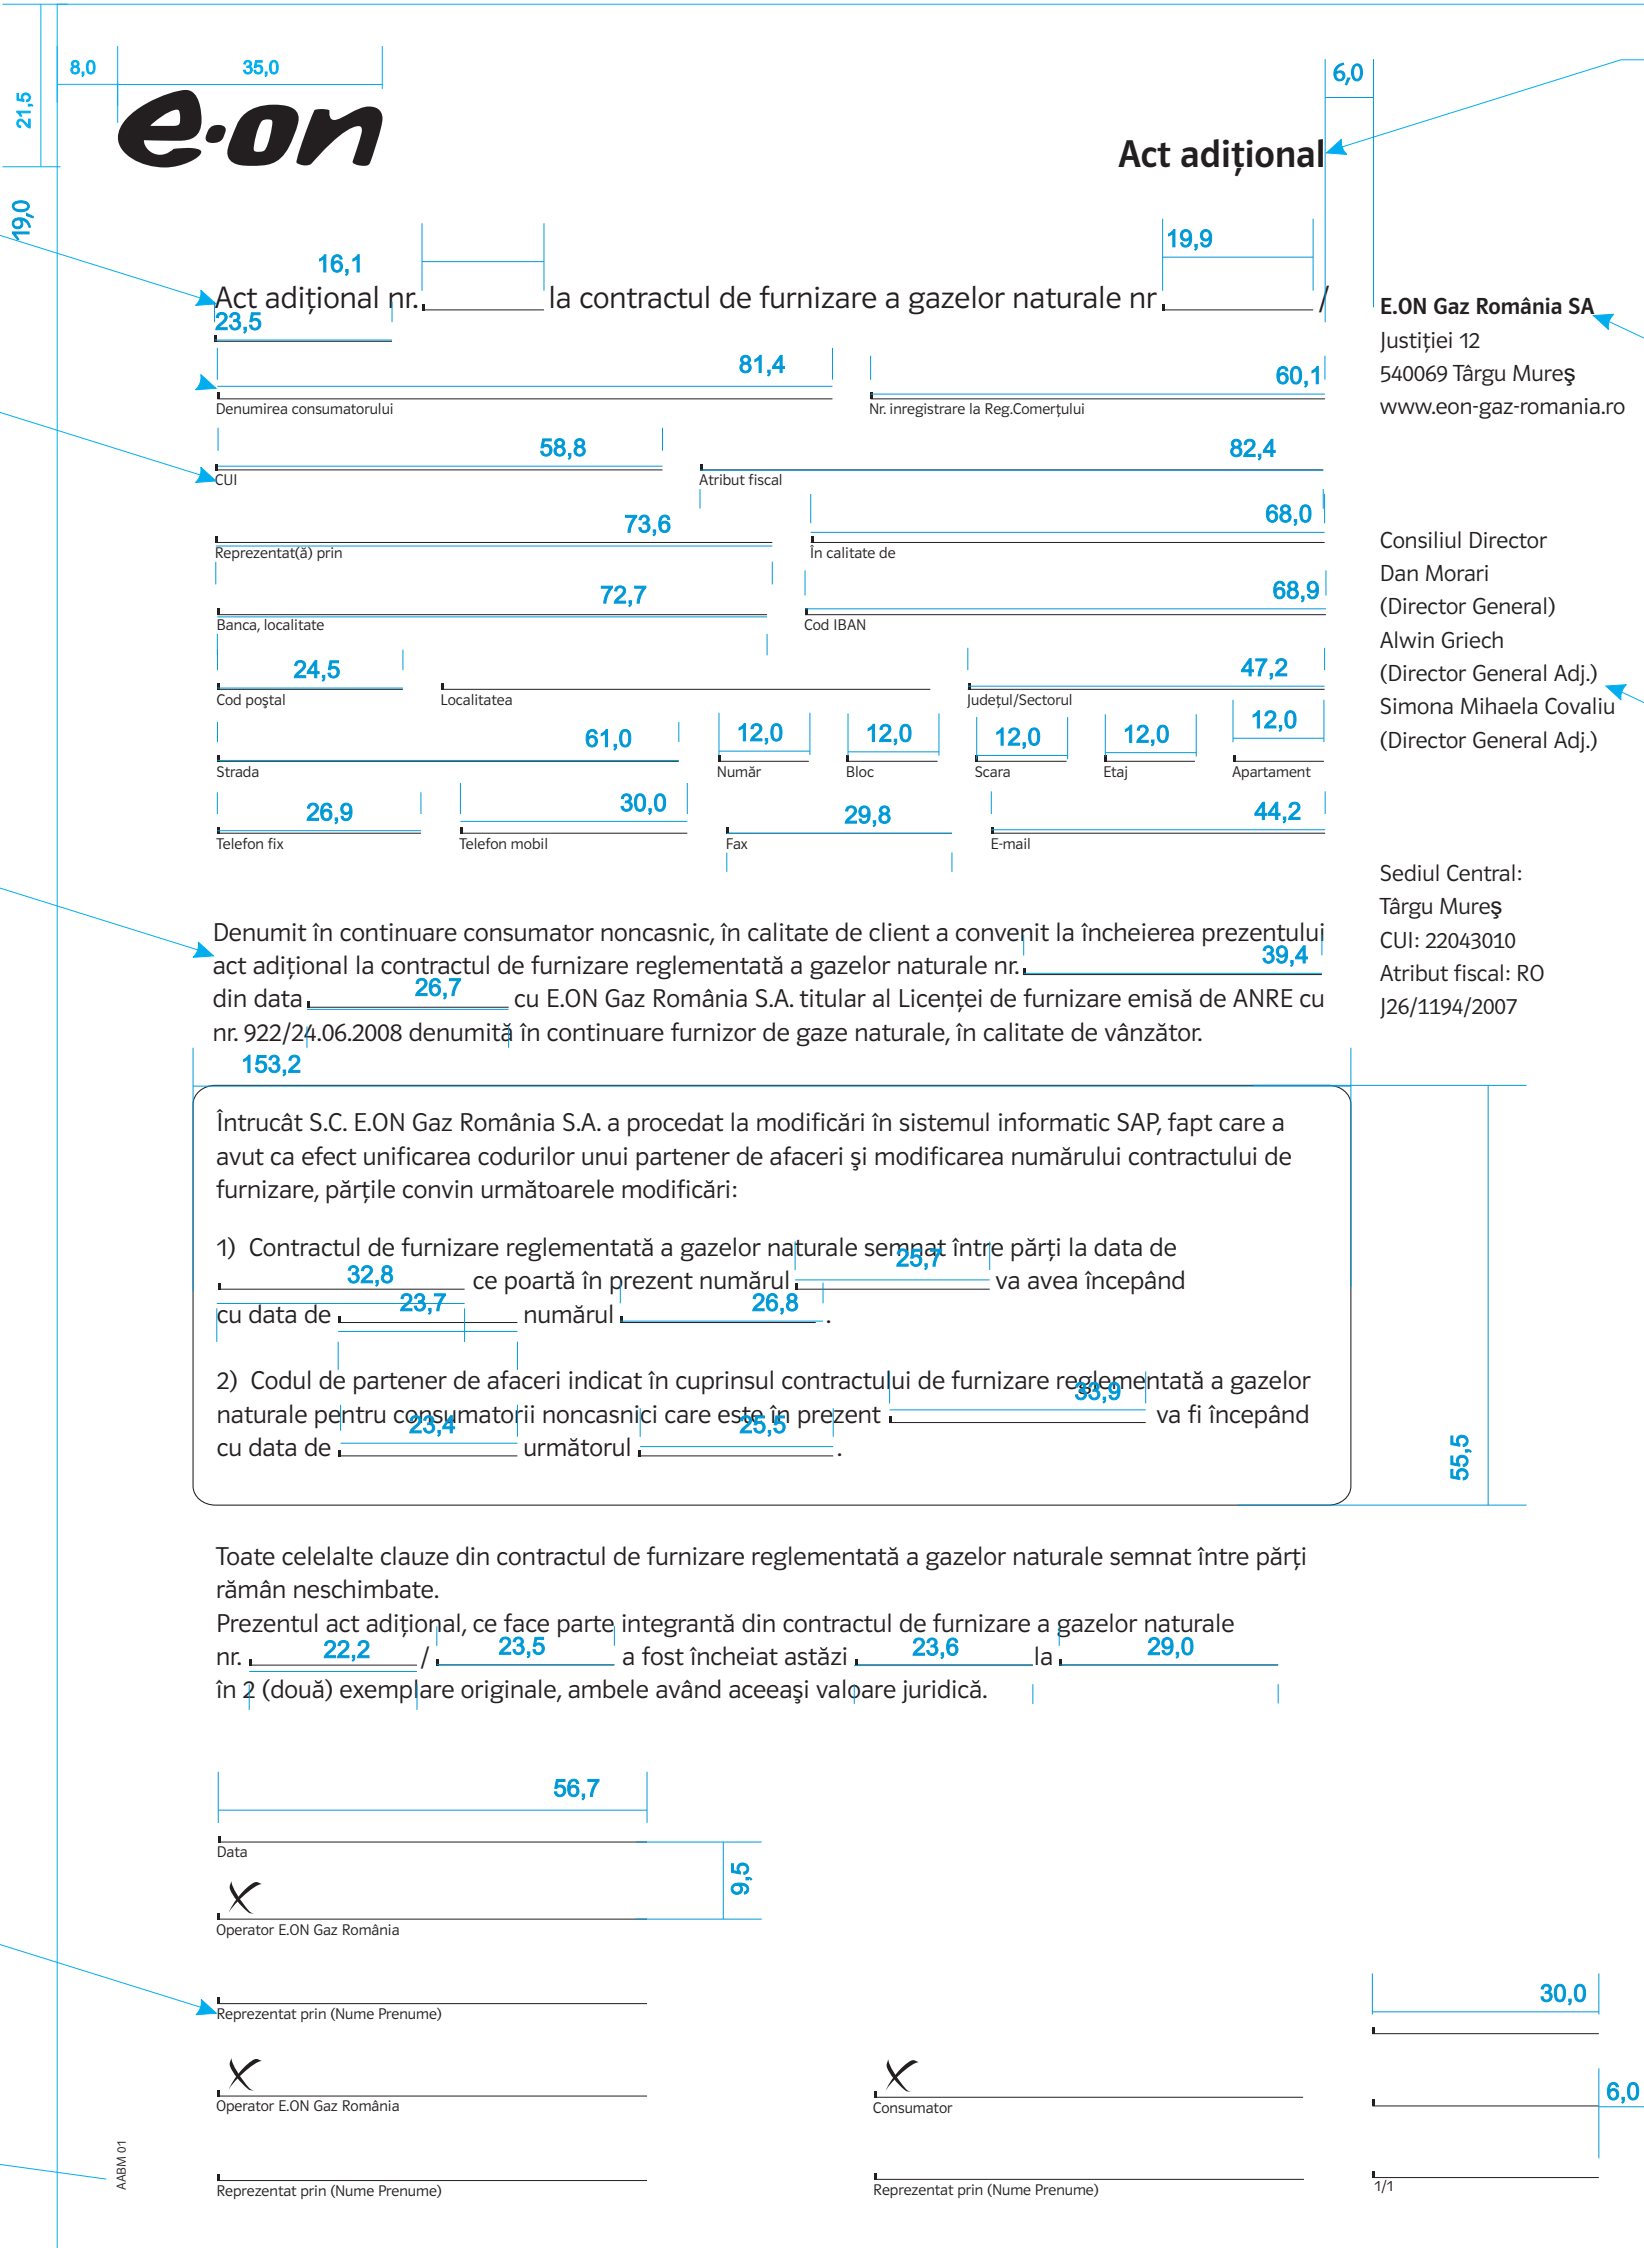 8,0 35,0 6,0
21,5
e·on
Act adițional
19,0
16,1 19,9
Act adițional nr. la contractul de furnizare a gazelor naturale nr /
23,5
E.ON Gaz România SA
Justiției 12
540069 Târgu Mureş
www.eon-gaz-romania.ro
81,4 60,1
Denumirea consumatorului Nr. inregistrare la Reg.Comerțului
58,8 82,4
CUI Atribut fiscal
73,6 68,0
Reprezentat(ă) prin În calitate de
72,7 68,9
Banca, localitate Cod IBAN
24,5 47,2
Cod poştal Localitatea Județul/Sectorul
61,0 12,0 12,0 12,0 12,0 12,0
Strada Număr Bloc Scara Etaj Apartament
26,9 30,0 29,8 44,2
Telefon fix Telefon mobil Fax E-mail
Consiliul Director
Dan Morari
(Director General)
Alwin Griech
(Director General Adj.)
Simona Mihaela Covaliu
(Director General Adj.)
Sediul Central:
Târgu Mureş
CUI: 22043010
Atribut fiscal: RO
J26/1194/2007
Denumit în continuare consumator noncasnic, în calitate de client a convenit la încheierea prezentului
act adițional la contractul de furnizare reglementată a gazelor naturale nr. 39,4
din data 26,7 cu E.ON Gaz România S.A. titular al Licenței de furnizare emisă de ANRE cu
nr. 922/24.06.2008 denumită în continuare furnizor de gaze naturale, în calitate de vânzător.
153,2
Întrucât S.C. E.ON Gaz România S.A. a procedat la modificări în sistemul informatic SAP, fapt care a
avut ca efect unificarea codurilor unui partener de afaceri şi modificarea numărului contractului de
furnizare, părțile convin următoarele modificări:
1) Contractul de furnizare reglementată a gazelor naturale semnat între părți la data de
32,8 ce poartă în prezent numărul 25,7 va avea începând
cu data de 23,7 numărul 26,8 .
2) Codul de partener de afaceri indicat în cuprinsul contractului de furnizare reglementată a gazelor
naturale pentru consumatorii noncasnici care este în prezent 33,9 va fi începând
cu data de 23,4 următorul 25,5 .
55,5
Toate celelalte clauze din contractul de furnizare reglementată a gazelor naturale semnat între părți
rămân neschimbate.
Prezentul act adițional, ce face parte integrantă din contractul de furnizare a gazelor naturale
nr. 22,2 / 23,5 a fost încheiat astăzi 23,6 la 29,0
în 2 (două) exemplare originale, ambele având aceeaşi valoare juridică.
56,7
Data
9,5
Operator E.ON Gaz România
Reprezentat prin (Nume Prenume)
30,0
Operator E.ON Gaz România Consumator
6,0
AABM 01
Reprezentat prin (Nume Prenume) Reprezentat prin (Nume Prenume) 1/1